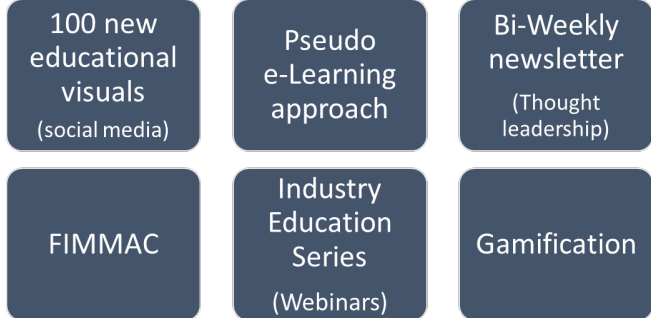 100 new
educational
visuals
(social media)
Pseudo
e-Learning
approach
Bi-Weekly
newsletter
(Thought
leadership)
FIMMAC
Industry
Education
Series
(Webinars)
Gamification